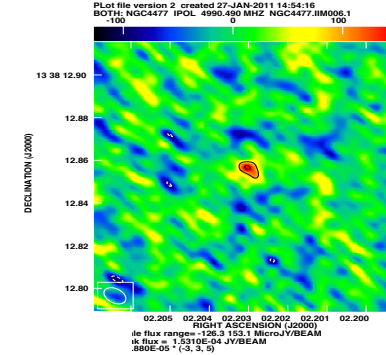 PLot file version 2 created 27-JAN-2011 14:54:16
BOTH: NGC4477 IPOL 4990.490 MHZ NGC4477.IIM006.1
-100 0 100
13 38 12.90
12.88
12.86
12.84
12.82
12.80
DECLINATION (J2000)
02.205 02.204 02.203 02.202 02.201 02.200
RIGHT ASCENSION (J2000)
le flux range= -126.3 153.1 MicroJY/BEAM
k flux = 1.5310E-04 JY/BEAM
.880E-05 * (-3, 3, 5)